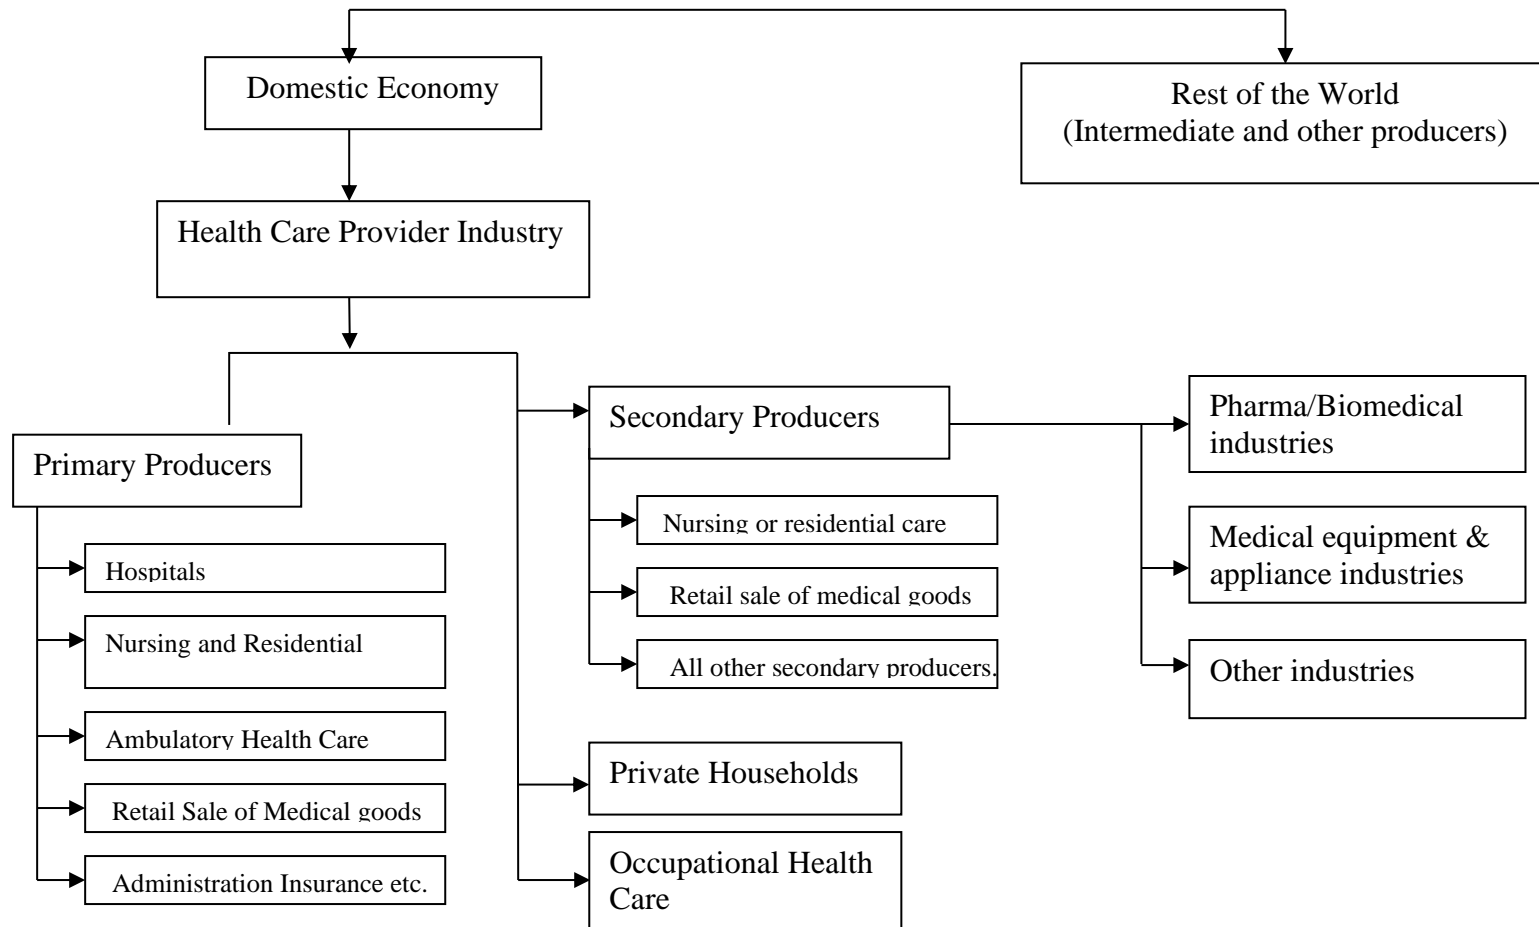 Domestic Economy
Rest of the World
(Intermediate and other producers)
Health Care Provider Industry
Primary Producers
Hospitals
Nursing and Residential
Ambulatory Health Care
Retail Sale of Medical goods
Administration Insurance etc.
Secondary Producers
Nursing or residential care
Retail sale of medical goods
All other secondary producers.
Private Households
Occupational Health
Care
Pharma/Biomedical
industries
Medical equipment &
appliance industries
Other industries